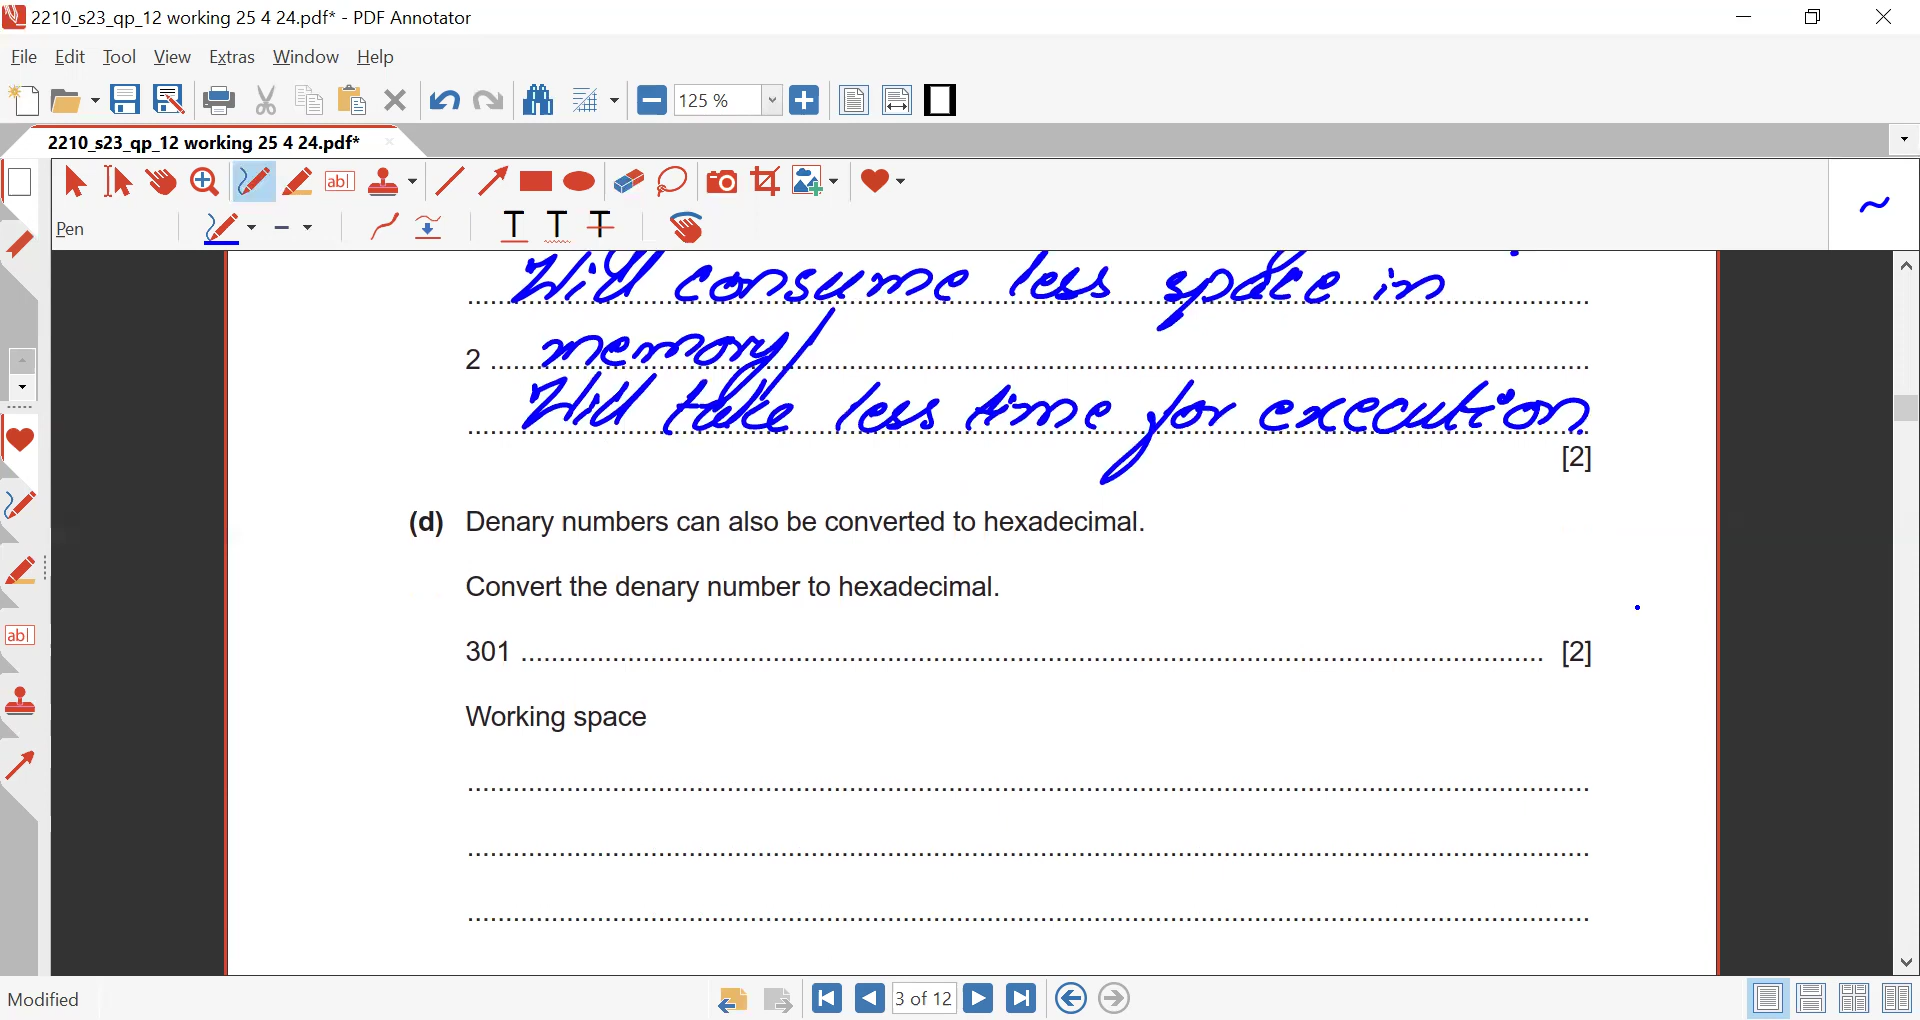 2210_s23_qp_12 working 25 4 24.pdf* - PDF Annotator
File Edit Tool View Extras Window Help
125 %
2210_s23_qp_12 working 25 4 24.pdf*
ab|
T T T
Pen
Will consume less space in
2 memory
Will take less time for execution.
[2]
(d) Denary numbers can also be converted to hexadecimal.
Convert the denary number to hexadecimal.
ab|
301 [2]
Working space
Modified
3 of 12